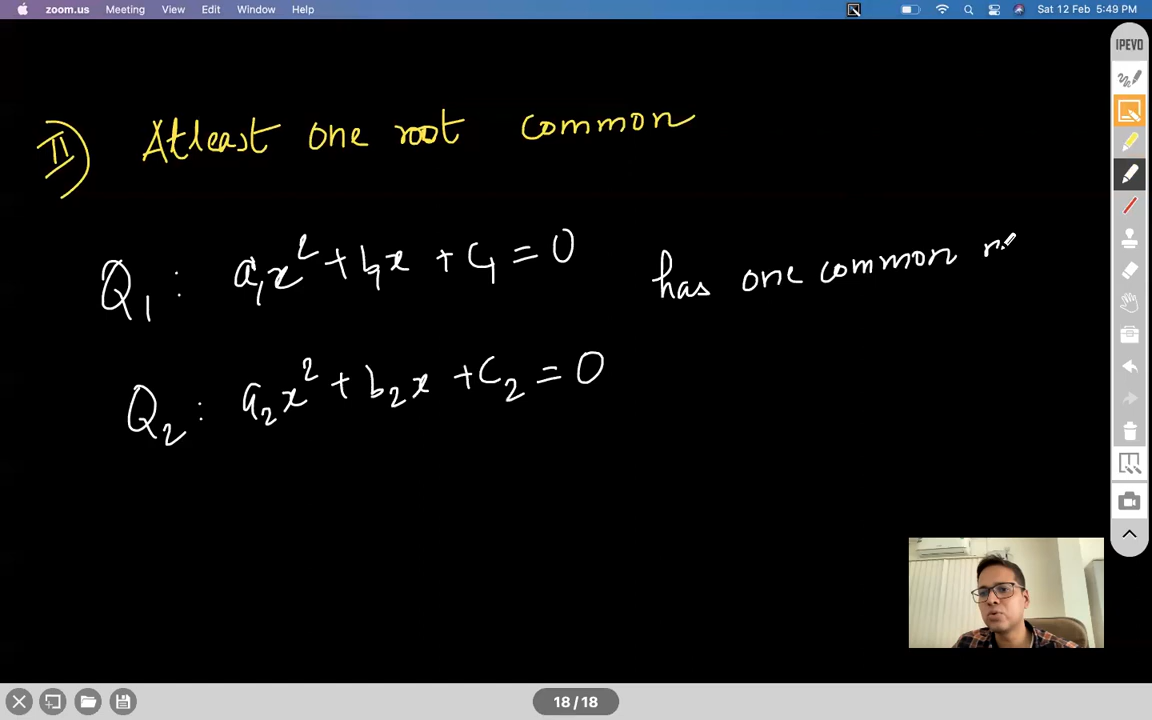 zoom.us Meeting View Edit Window Help Sat 12 Feb 5:49 PM
IPEVO
II) Atleast one root common
Q₁ : a₁x² + b₁x + c₁ = 0 has one common r
Q₂ : a₂x² + b₂x + c₂ = 0
18/18